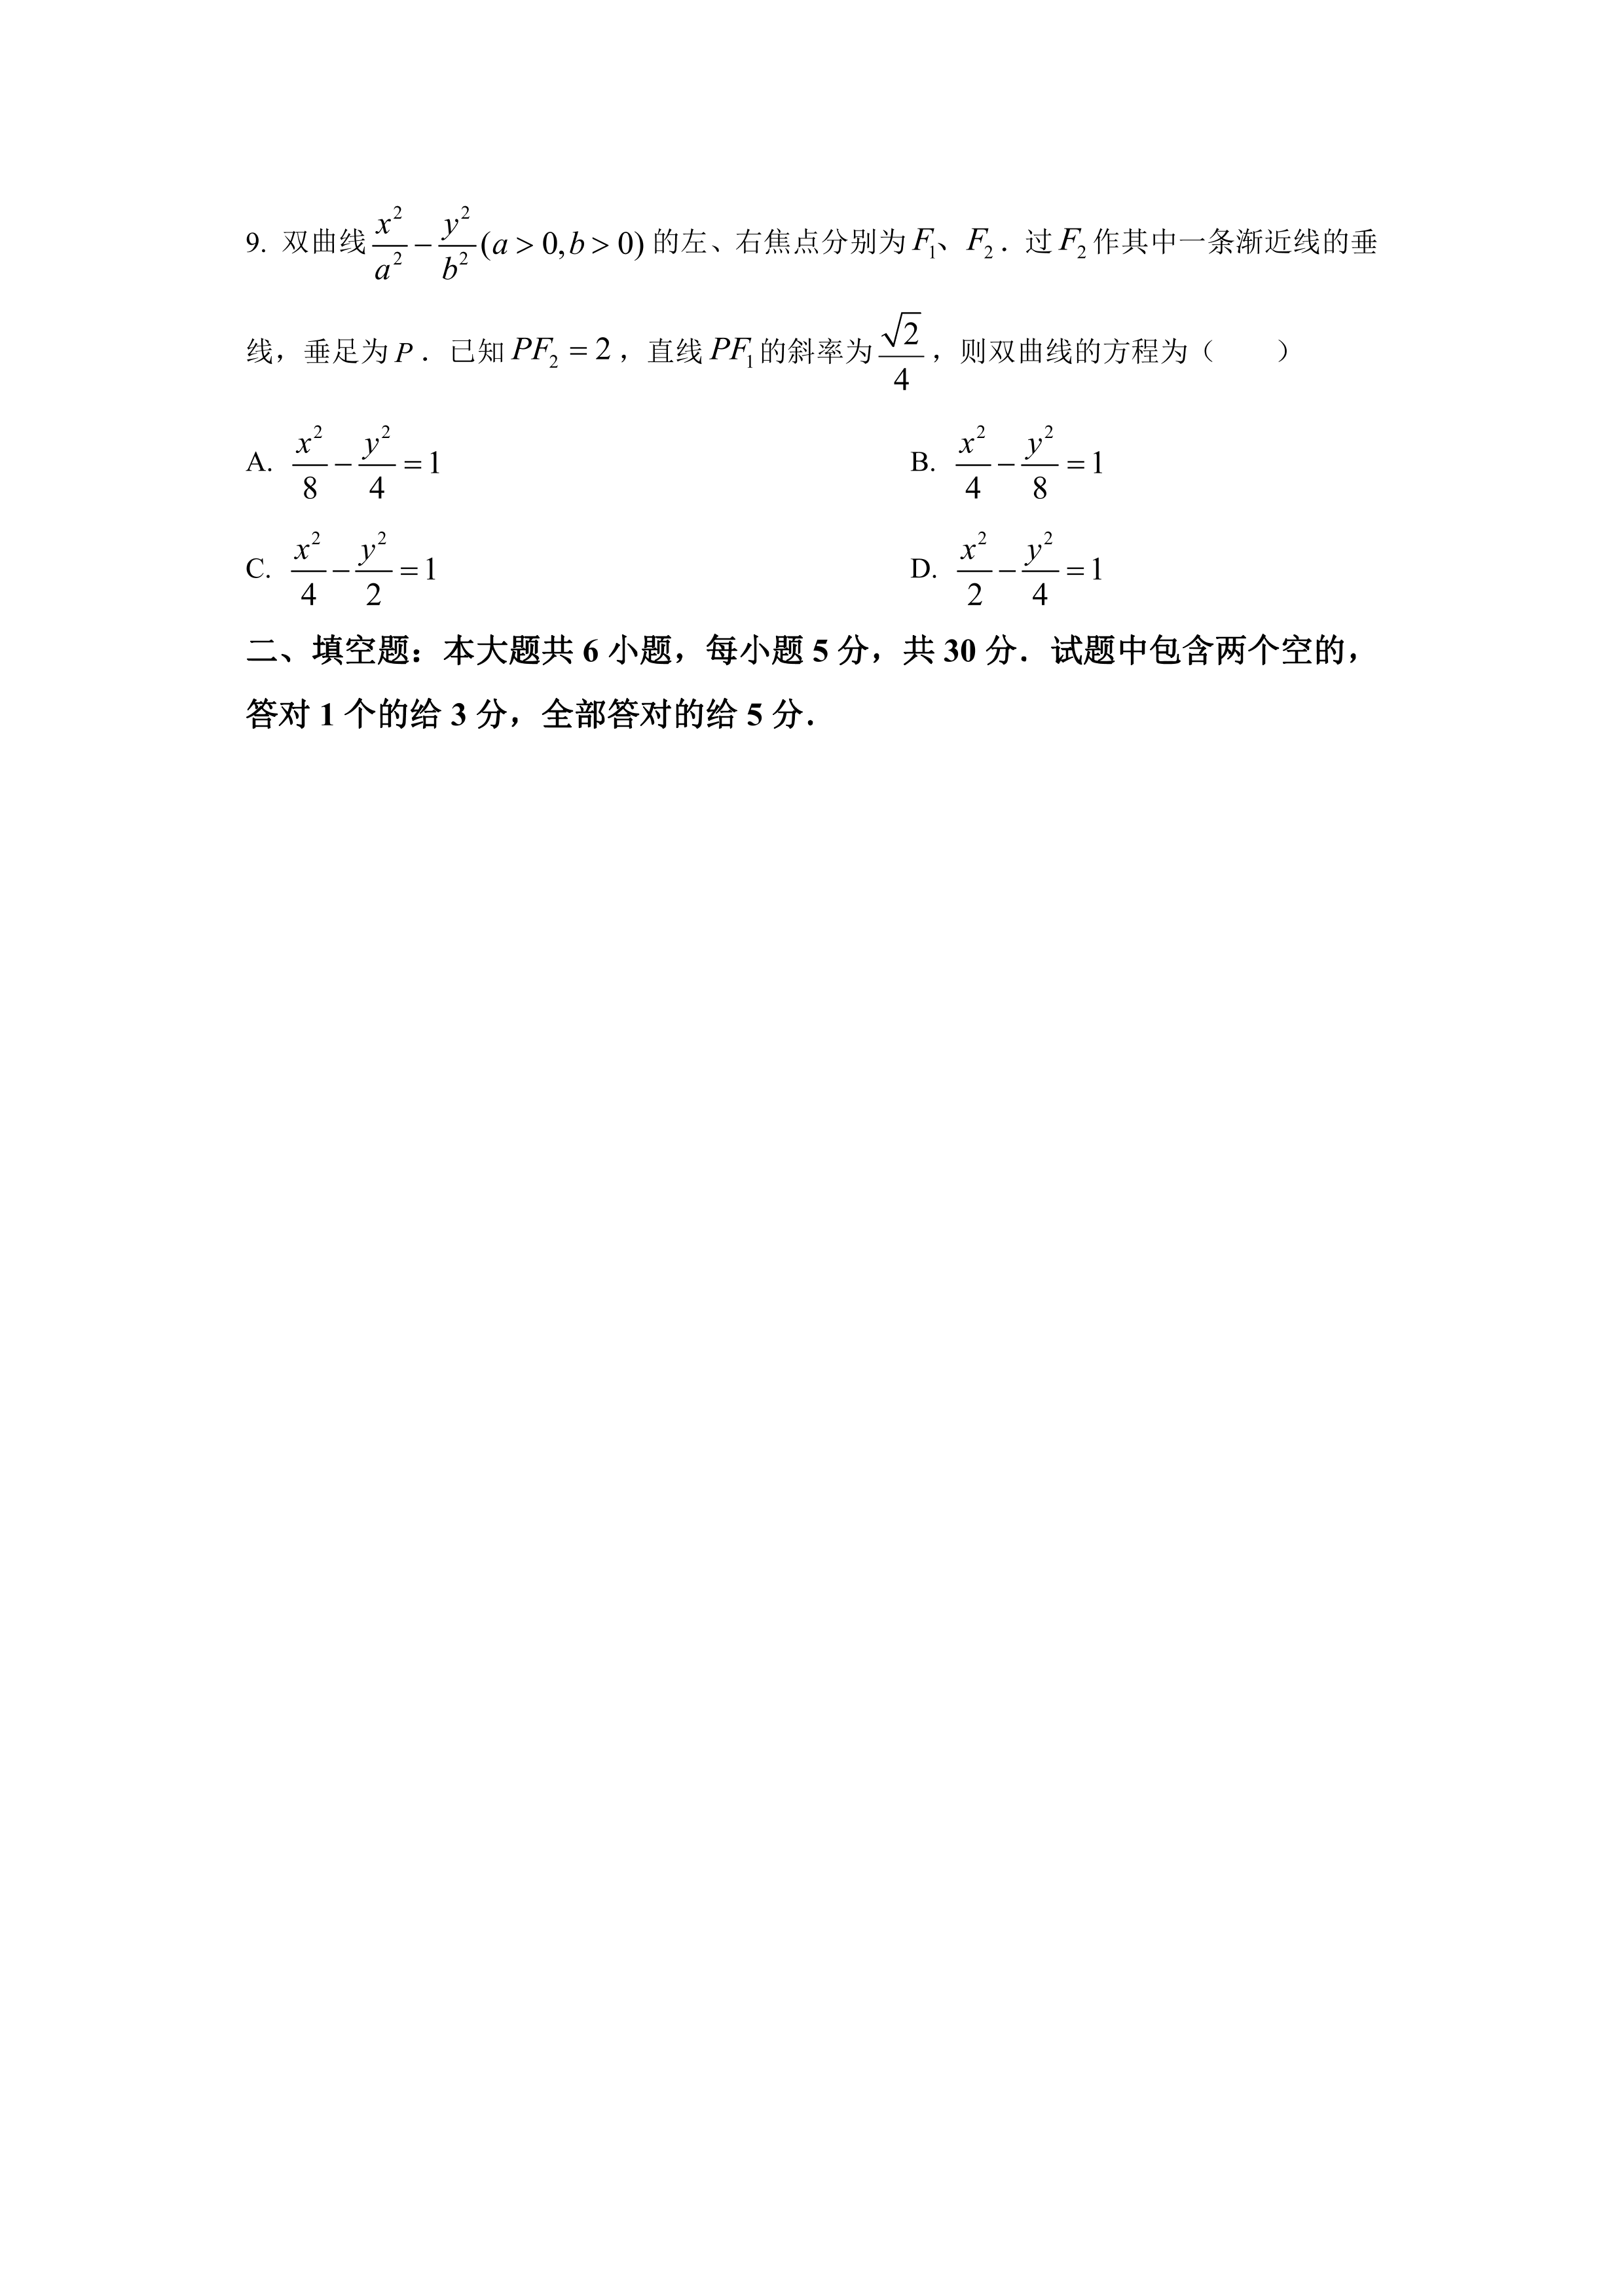 9. 双曲线 $\frac{x^2}{a^2} - \frac{y^2}{b^2}(a > 0, b > 0)$ 的左、右焦点分别为 $F_1$、$F_2$．过 $F_2$ 作其中一条渐近线的垂
线，垂足为 $P$．已知 $PF_2 = 2$，直线 $PF_1$ 的斜率为 $\frac{\sqrt{2}}{4}$，则双曲线的方程为（　　）
A. $\frac{x^2}{8} - \frac{y^2}{4} = 1$　　B. $\frac{x^2}{4} - \frac{y^2}{8} = 1$
C. $\frac{x^2}{4} - \frac{y^2}{2} = 1$　　D. $\frac{x^2}{2} - \frac{y^2}{4} = 1$
二、填空题：本大题共 6 小题，每小题 5 分，共 30 分．试题中包含两个空的，
答对 1 个的给 3 分，全部答对的给 5 分．